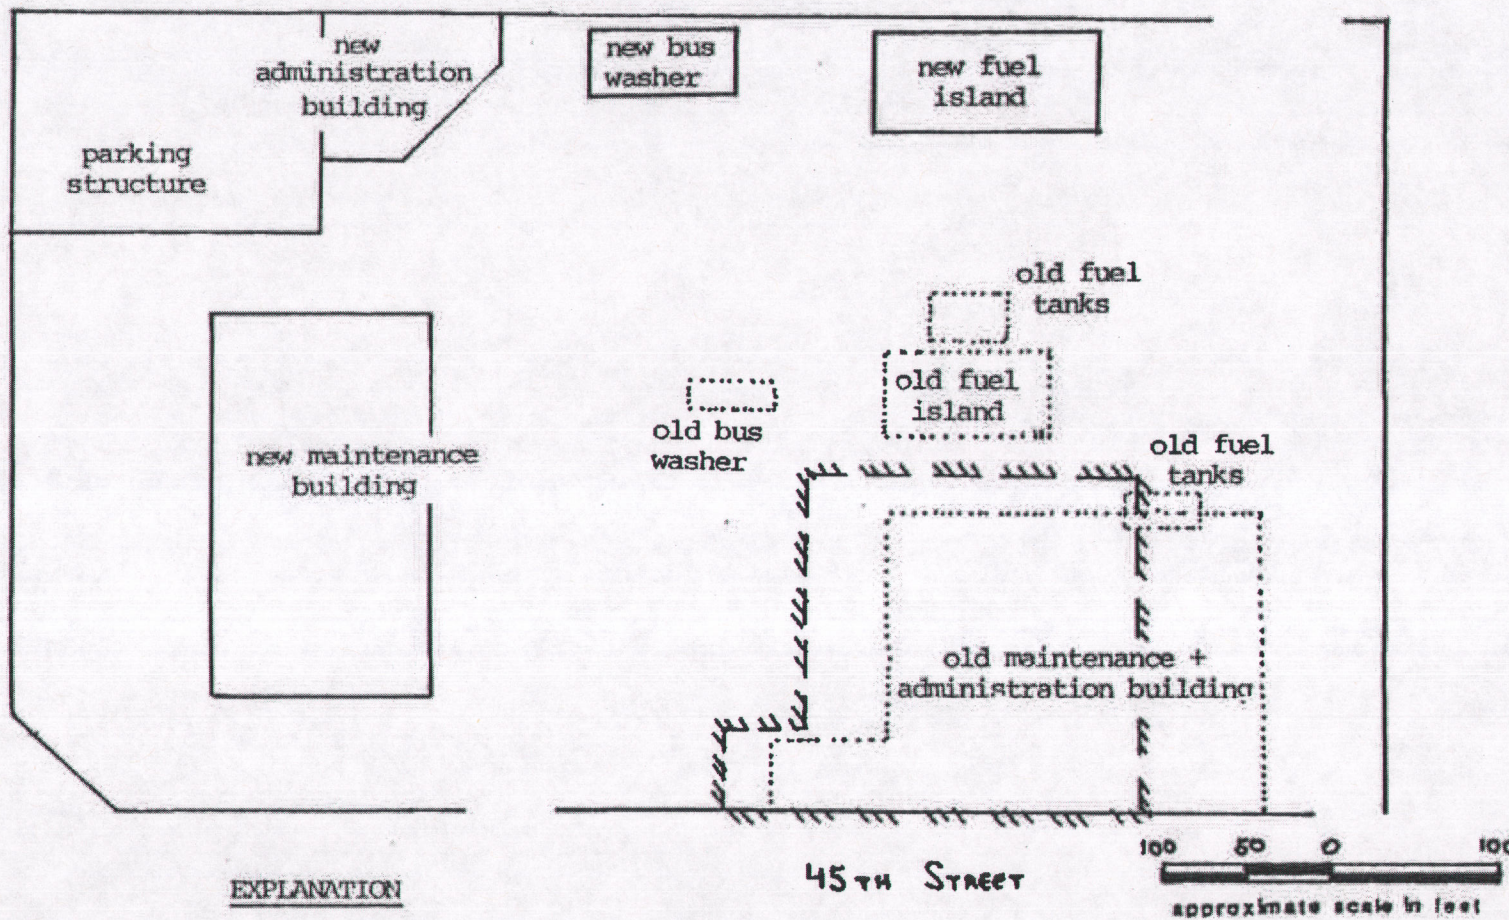 new
administration
building
new bus
washer
new fuel
island
parking
structure
old fuel
tanks
old fuel
island
old bus
washer
new maintenance
building
old fuel
tanks
old maintenance +
administration building
45TH STREET
100 50 0 100
approximate scale in feet
EXPLANATION